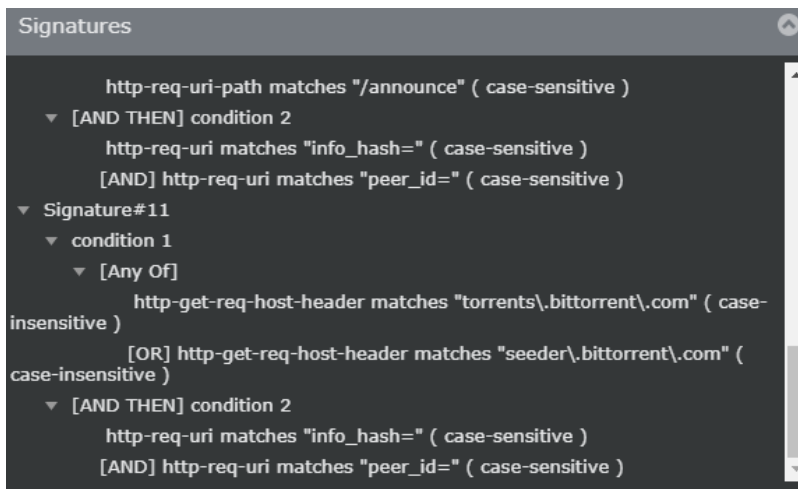 Signatures
http-req-uri-path matches "/announce" ( case-sensitive )
[AND THEN] condition 2
http-req-uri matches "info_hash=" ( case-sensitive )
[AND] http-req-uri matches "peer_id=" ( case-sensitive )
Signature#11
condition 1
[Any Of]
http-get-req-host-header matches "torrents\.bittorrent\.com" ( case-
insensitive )
[OR] http-get-req-host-header matches "seeder\.bittorrent\.com" (
case-insensitive )
[AND THEN] condition 2
http-req-uri matches "info_hash=" ( case-sensitive )
[AND] http-req-uri matches "peer_id=" ( case-sensitive )